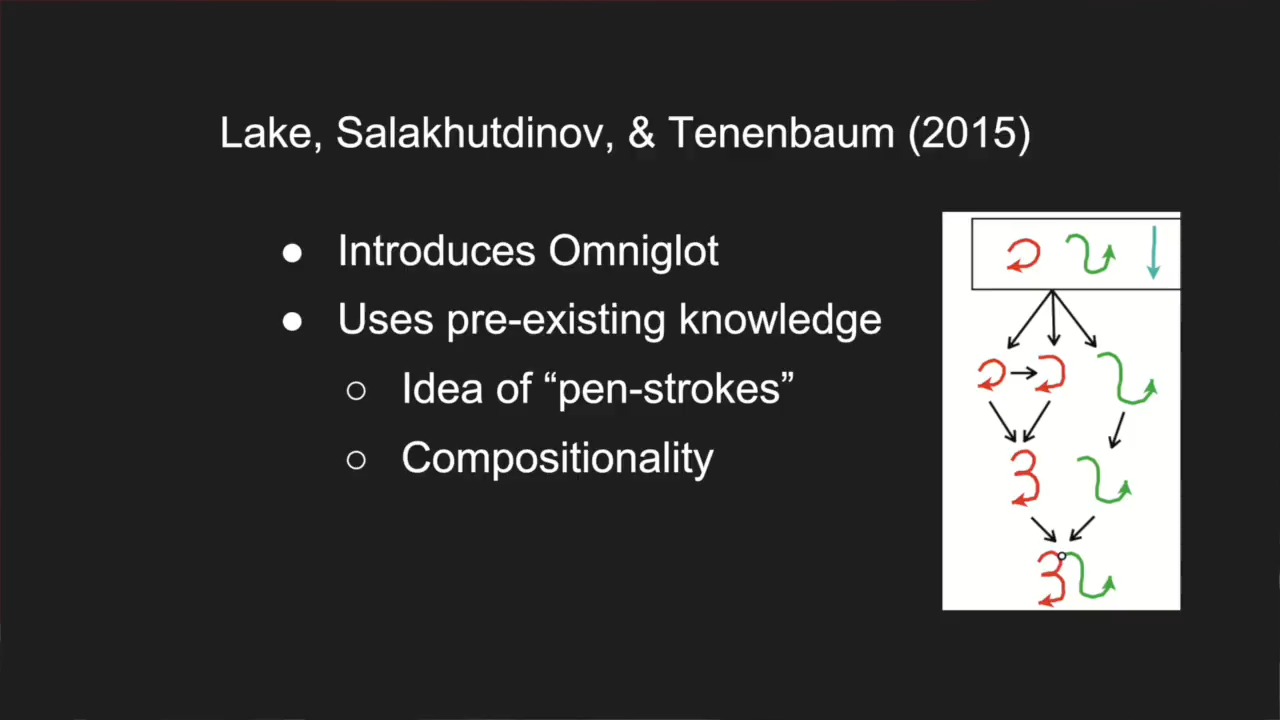 Lake, Salakhutdinov, & Tenenbaum (2015)
● Introduces Omniglot
● Uses pre-existing knowledge
○ Idea of “pen-strokes”
○ Compositionality